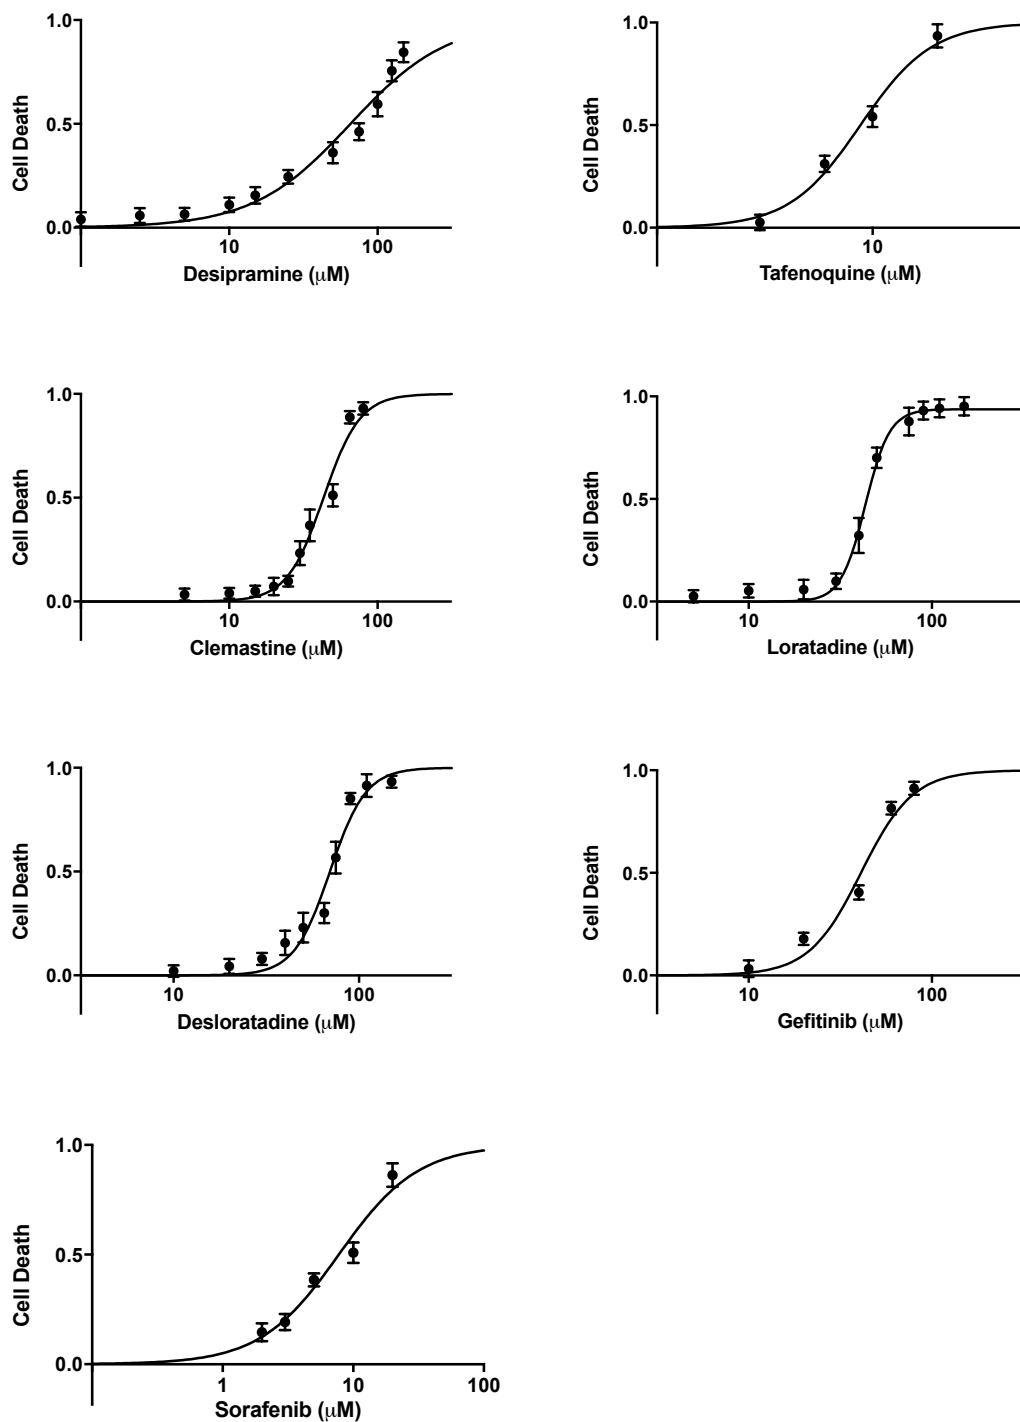 1.0
0.5
0.0
Cell Death
10
100
Desipramine (μM)
1.0
0.5
0.0
Cell Death
10
Tafenoquine (μM)
1.0
0.5
0.0
Cell Death
100
10
Clemastine (μM)
1.0
0.5
0.0
Cell Death
10
100
Loratadine (μM)
1.0
0.5
0.0
Cell Death
10
100
Desloratadine (μM)
1.0
0.5
0.0
Cell Death
10
100
Gefitinib (μM)
1.0
0.5
0.0
Cell Death
1
10
100
Sorafenib (μM)